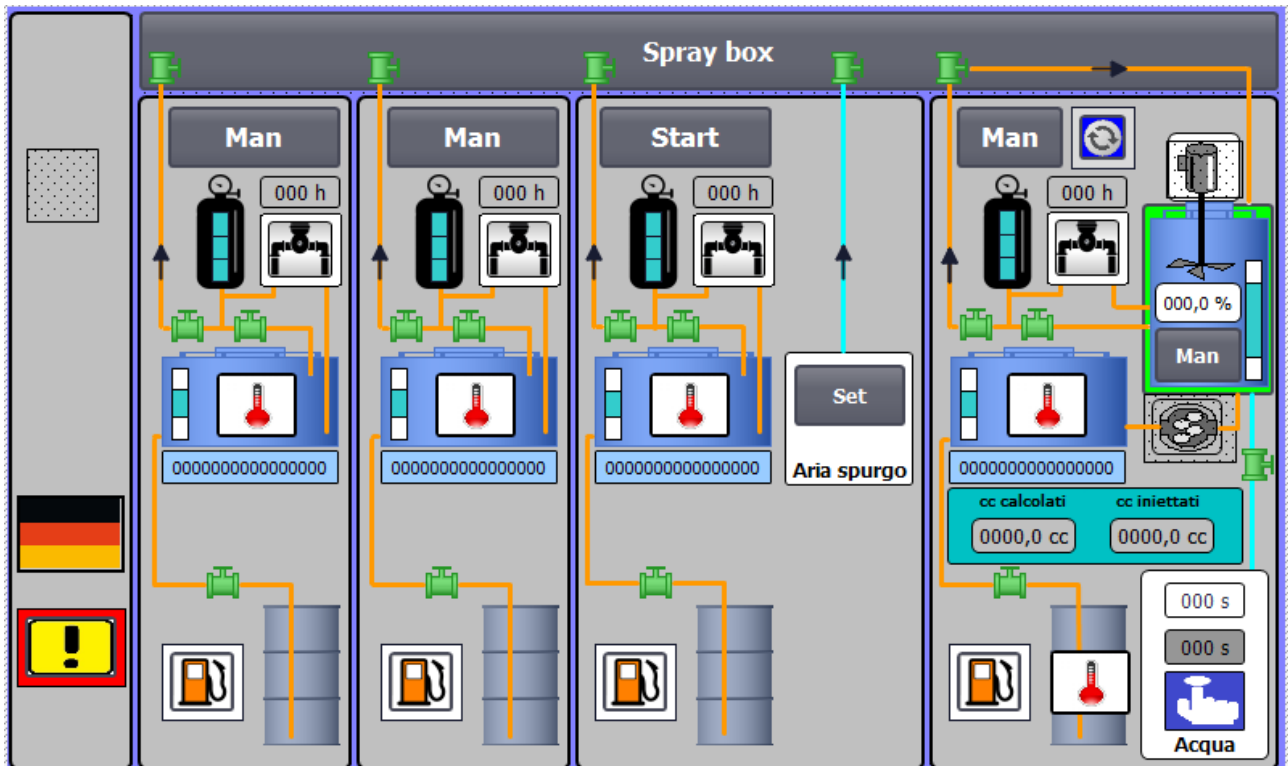 Spray box
Man
Man
Start
Man
000 h
000 h
000 h
000 h
000,0 %
Man
Set
Aria spurgo
0000000000000000
0000000000000000
0000000000000000
0000000000000000
cc calcolati
cc iniettati
0000,0 cc
0000,0 cc
000 s
000 s
Acqua
!